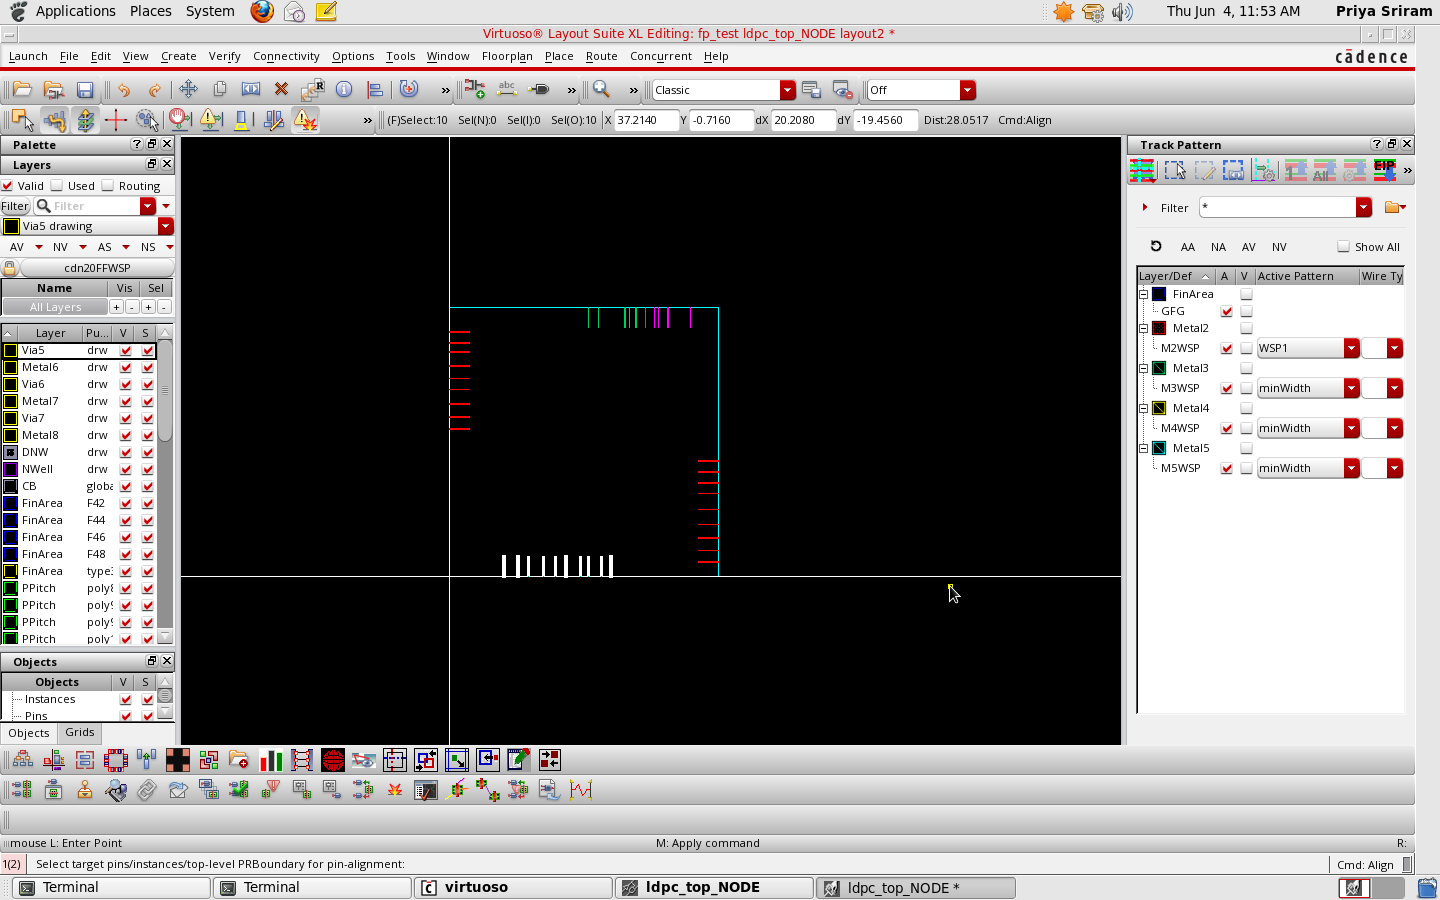 Applications Places System Thu Jun 4, 11:53 AM Priya Sriram
Virtuoso® Layout Suite XL Editing: fp_test ldpc_top_NODE layout2 *
Launch File Edit View Create Verify Connectivity Options Tools Window Floorplan Place Route Concurrent Help cādence
abc Classic Off
(F)Select:10 Sel(N):0 Sel(I):0 Sel(O):10 X 37.2140 Y -0.7160 dX 20.2080 dY -19.4560 Dist:28.0517 Cmd:Align
Palette
Layers
Valid Used Routing
Filter Filter
Via5 drawing
AV NV AS NS
cdn20FFWSP
Name Vis Sel
All Layers + - + -
Layer Pu... V S
Via5 drw
Metal6 drw
Via6 drw
Metal7 drw
Via7 drw
Metal8 drw
DNW drw
NWell drw
CB globa
FinArea F42
FinArea F44
FinArea F46
FinArea F48
FinArea type
PPitch poly
PPitch poly
PPitch poly
PPitch poly
Objects
Objects V S
Instances
Pins
Objects Grids
Track Pattern
All EIP
Filter *
AA NA AV NV Show All
Layer/Def A V Active Pattern Wire Ty
FinArea
GFG
Metal2
M2WSP WSP1
Metal3
M3WSP minWidth
Metal4
M4WSP minWidth
Metal5
M5WSP minWidth
mouse L: Enter Point M: Apply command R:
1(2) Select target pins/instances/top-level PRBoundary for pin-alignment: Cmd: Align
Terminal Terminal virtuoso ldpc_top_NODE ldpc_top_NODE *